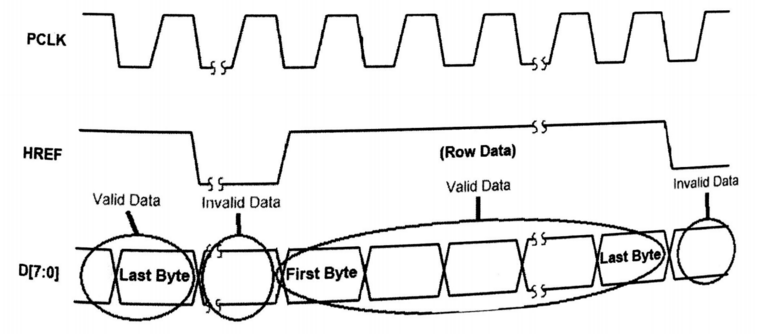 PCLK
HREF
(Row Data)
Valid Data
Invalid Data
Valid Data
Invalid Data
D[7:0]
Last Byte
First Byte
Last Byte